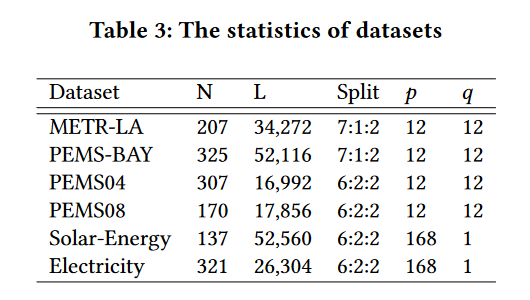 Table 3: The statistics of datasets
Dataset N L Split p q
METR-LA 207 34,272 7:1:2 12 12
PEMS-BAY 325 52,116 7:1:2 12 12
PEMS04 307 16,992 6:2:2 12 12
PEMS08 170 17,856 6:2:2 12 12
Solar-Energy 137 52,560 6:2:2 168 1
Electricity 321 26,304 6:2:2 168 1